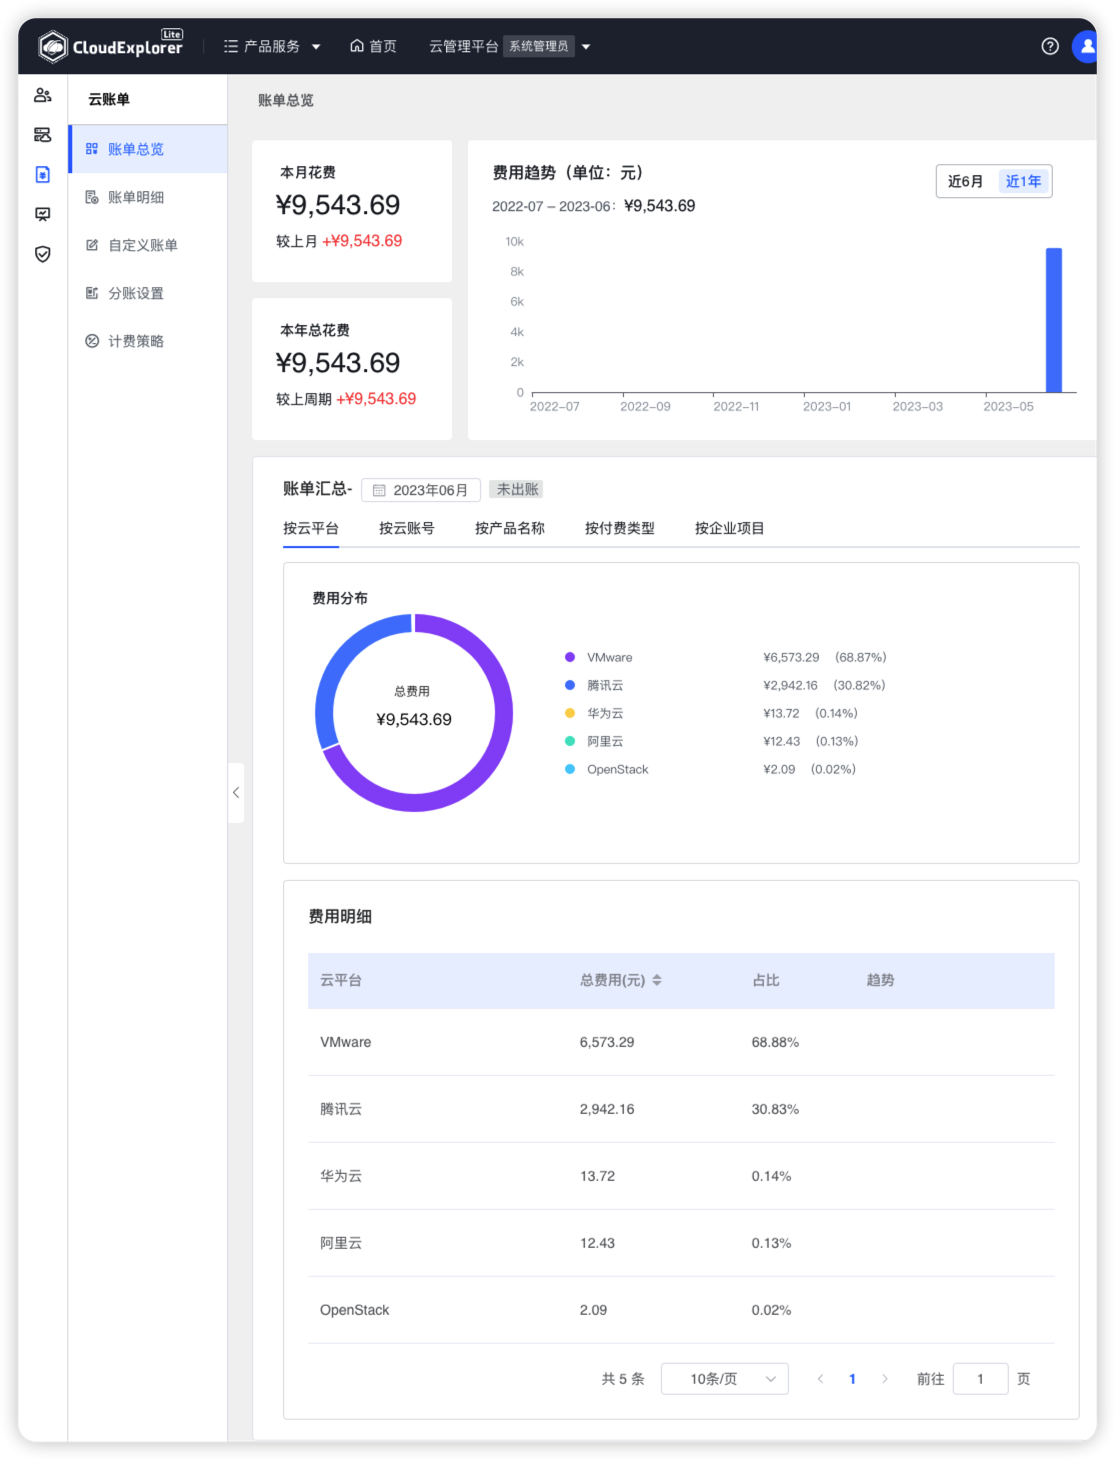 CloudExplorer Lite
产品服务
首页
云管理平台 系统管理员
云账单
账单总览
账单明细
自定义账单
分账设置
计费策略
账单总览
本月花费
¥9,543.69
较上月 +¥9,543.69
本年总花费
¥9,543.69
较上周期 +¥9,543.69
费用趋势（单位：元）
近6月 近1年
2022-07 – 2023-06: ¥9,543.69
10k
8k
6k
4k
2k
0
2022-07 2022-09 2022-11 2023-01 2023-03 2023-05
账单汇总- 2023年06月 未出账
按云平台 按云账号 按产品名称 按付费类型 按企业项目
费用分布
总费用
¥9,543.69
VMware ¥6,573.29 (68.87%)
腾讯云 ¥2,942.16 (30.82%)
华为云 ¥13.72 (0.14%)
阿里云 ¥12.43 (0.13%)
OpenStack ¥2.09 (0.02%)
费用明细
云平台 总费用(元) 占比 趋势
VMware 6,573.29 68.88%
腾讯云 2,942.16 30.83%
华为云 13.72 0.14%
阿里云 12.43 0.13%
OpenStack 2.09 0.02%
共 5 条 10条/页 1 前往 1 页